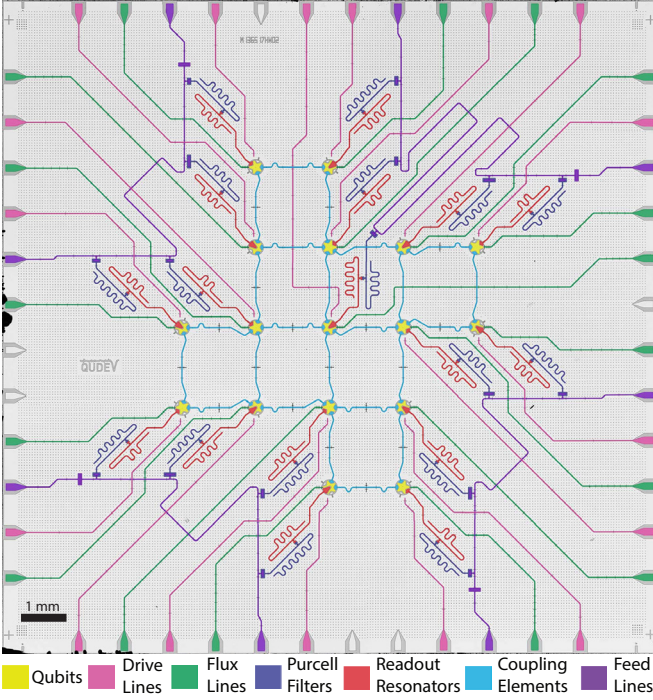 QUDEV
1 mm
Qubits
Drive Lines
Flux Lines
Purcell Filters
Readout Resonators
Coupling Elements
Feed Lines